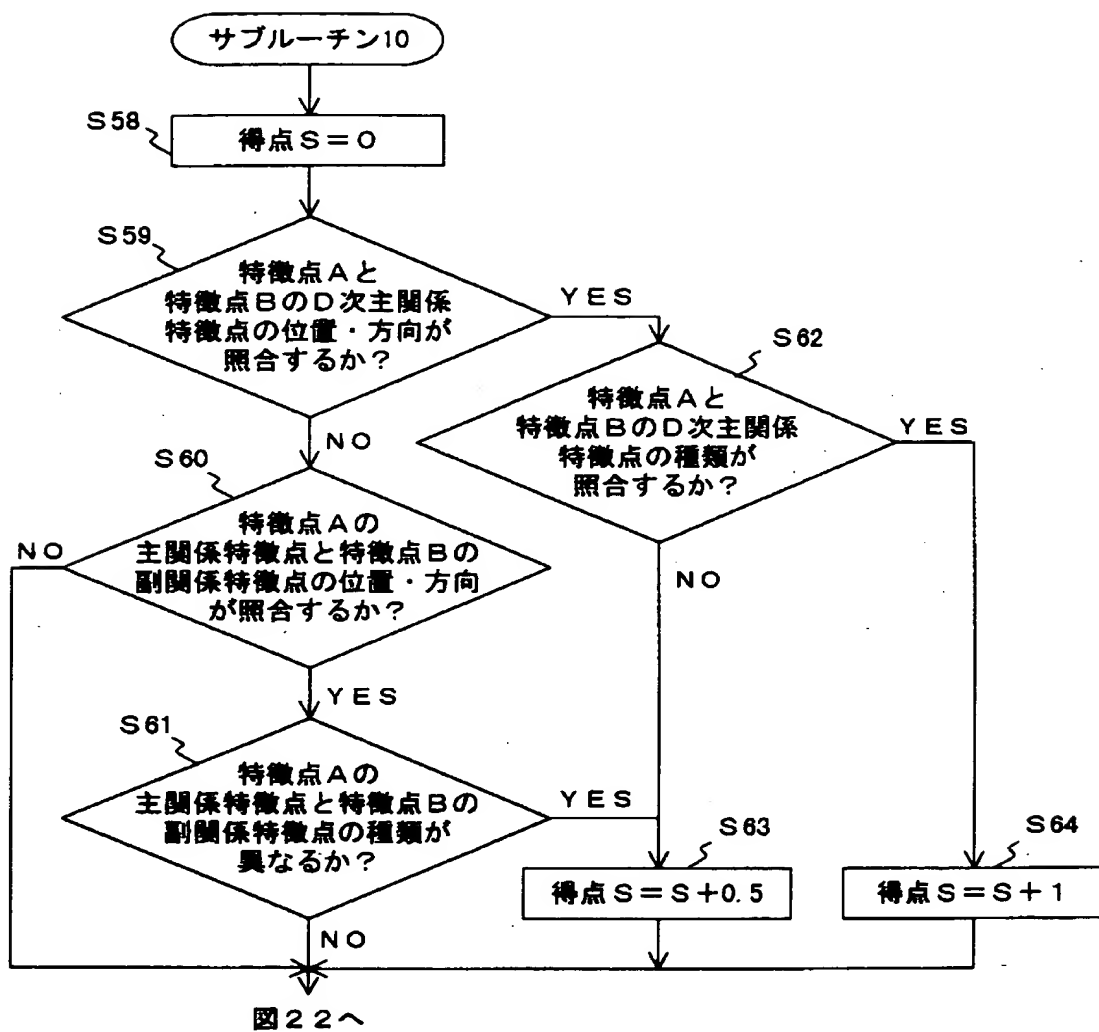 サブルーチン10
S58
得点S=0
S59
特徴点Aと
特徴点BのD次主関係
特徴点の位置・方向が
照合するか?
YES
NO
S62
特徴点Aと
特徴点BのD次主関係
特徴点の種類が
照合するか?
YES
NO
S60
特徴点Aの
主関係特徴点と特徴点Bの
副関係特徴点の位置・方向
が照合するか?
NO
YES
S61
特徴点Aの
主関係特徴点と特徴点Bの
副関係特徴点の種類が
異なるか?
YES
NO
S63
得点S=S+0.5
S64
得点S=S+1
図22へ